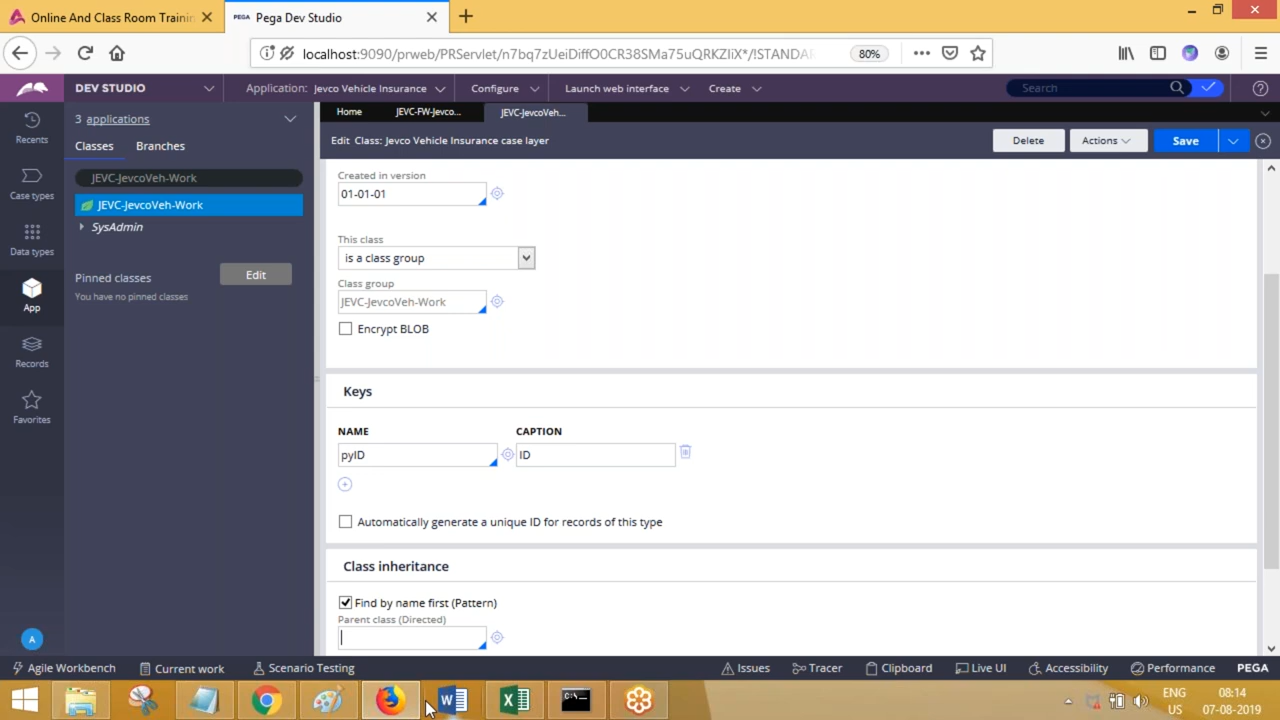 Online And Class Room Trainin
PEGA Pega Dev Studio
localhost:9090/prweb/PRServlet/n7bq7zUeiDiffO0CR38SMa75uQRKZIiX*/!STANDA
80%
DEV STUDIO
Application: Jevco Vehicle Insurance
Configure
Launch web interface
Create
Search
3 applications
Home
JEVC-FW-Jevco...
JEVC-JevcoVeh...
Recents
Classes
Branches
Edit Class: Jevco Vehicle Insurance case layer
Delete
Actions
Save
JEVC-JevcoVeh-Work
JEVC-JevcoVeh-Work
SysAdmin
Case types
Data types
App
Records
Favorites
Pinned classes
Edit
You have no pinned classes
Created in version
01-01-01
This class
is a class group
Class group
JEVC-JevcoVeh-Work
Encrypt BLOB
Keys
NAME CAPTION
pyID ID
Automatically generate a unique ID for records of this type
Class inheritance
Find by name first (Pattern)
Parent class (Directed)
A
Agile Workbench
Current work
Scenario Testing
Issues
Tracer
Clipboard
Live UI
Accessibility
Performance
PEGA
ENG
US
08:14
07-08-2019